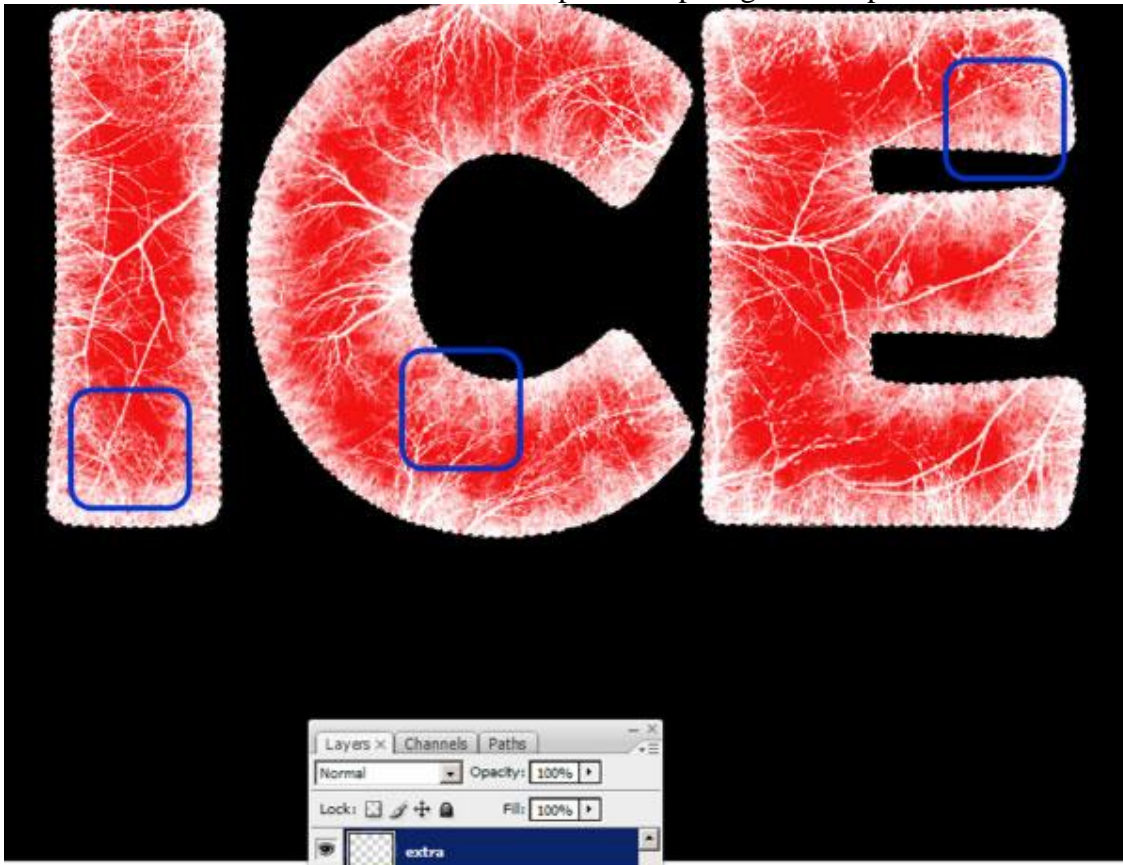 ICE
Layers × Channels Paths
Normal Opacity: 100%
Lock: Fill: 100%
extra